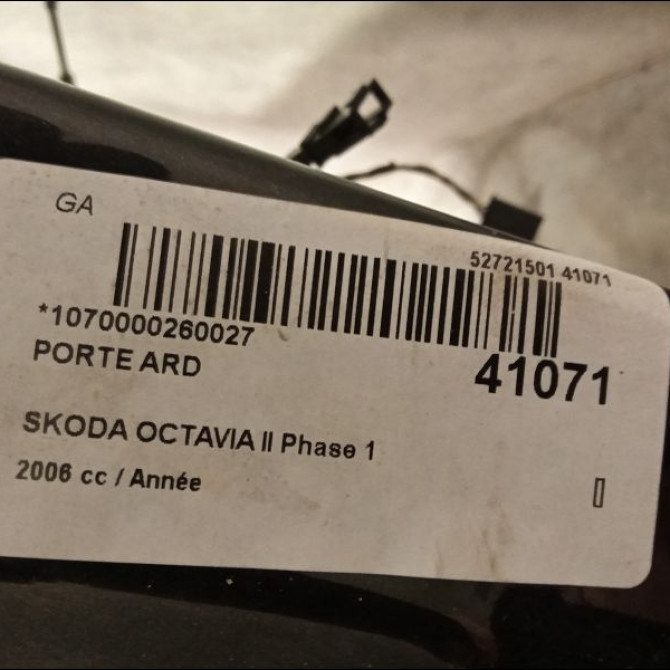 GA
52721501 41071
*1070000260027
41071
PORTE ARD
SKODA OCTAVIA II Phase 1
2006 cc / Année